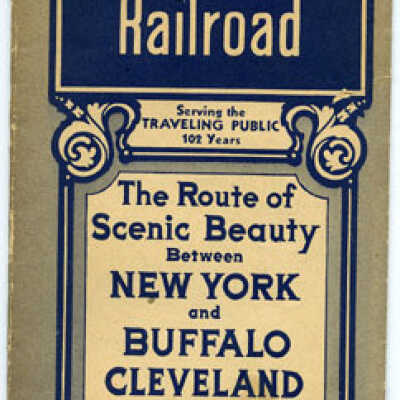 Railroad
Serving the
TRAVELING PUBLIC
102 Years
The Route of
Scenic Beauty
Between
NEW YORK
and
BUFFALO
CLEVELAND